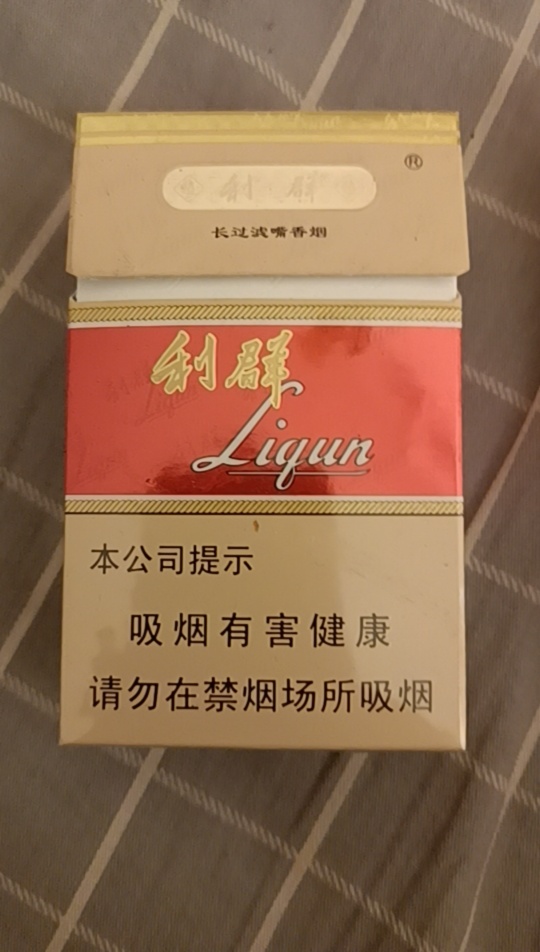 利群
®
长过滤嘴香烟
利群
Liqun
本公司提示
吸烟有害健康
请勿在禁烟场所吸烟